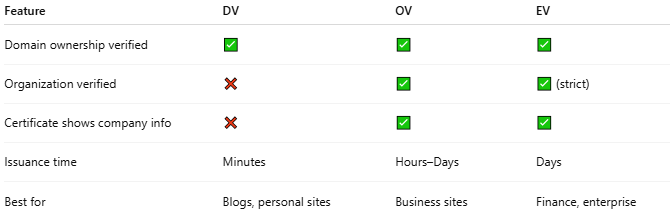 Feature DV OV EV
Domain ownership verified ✅ ✅ ✅
Organization verified ❌ ✅ ✅ (strict)
Certificate shows company info ❌ ✅ ✅
Issuance time Minutes Hours–Days Days
Best for Blogs, personal sites Business sites Finance, enterprise